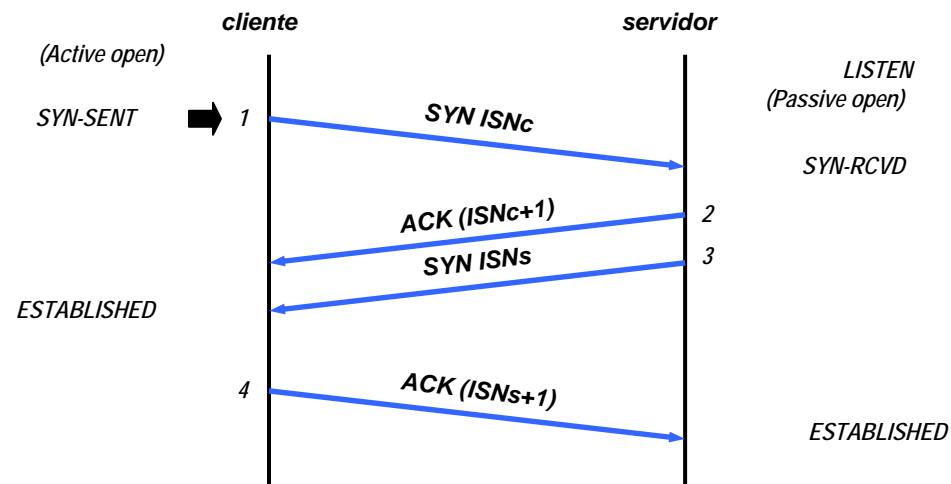 cliente
servidor
(Active open)
LISTEN
(Passive open)
SYN-SENT
1
SYN ISNc
SYN-RCVD
ACK (ISNc+1)
2
SYN ISNs
3
ESTABLISHED
4
ACK (ISNs+1)
ESTABLISHED